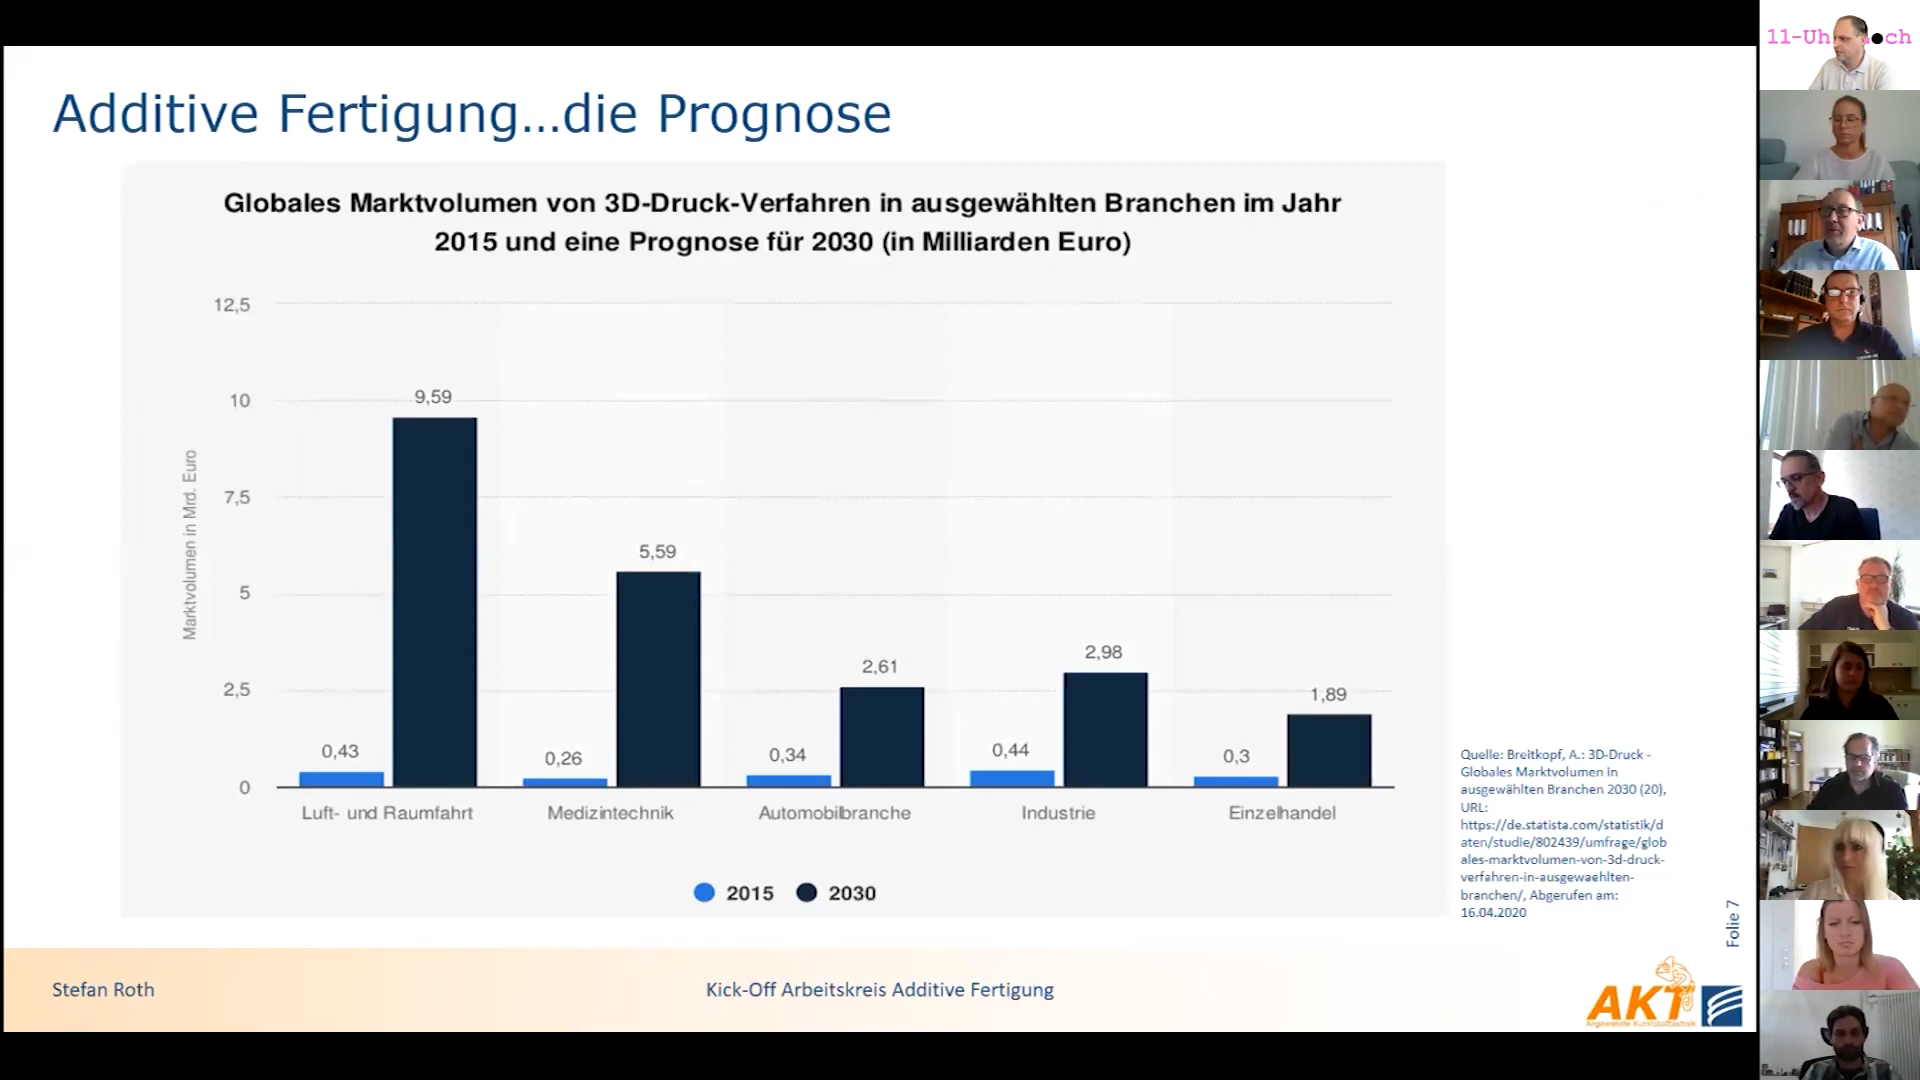 Additive Fertigung...die Prognose
Globales Marktvolumen von 3D-Druck-Verfahren in ausgewählten Branchen im Jahr
2015 und eine Prognose für 2030 (in Milliarden Euro)
Marktvolumen in Mrd. Euro
12,5
10
7,5
5
2,5
0
9,59
5,59
2,61
2,98
1,89
0,43
0,26
0,34
0,44
0,3
Luft- und Raumfahrt
Medizintechnik
Automobilbranche
Industrie
Einzelhandel
2015
2030
Quelle: Breitkopf, A.: 3D-Druck -
Globales Marktvolumen in
ausgewählten Branchen 2030 (20),
URL:
https://de.statista.com/statistik/d
aten/studie/802439/umfrage/glob
ales-marktvolumen-von-3d-druck-
verfahren-in-ausgewaehlten-
branchen/, Abgerufen am:
16.04.2020
Folie 7
Stefan Roth
Kick-Off Arbeitskreis Additive Fertigung
AKT
Angewandte Kunststofftechnik
11-Uh
ch